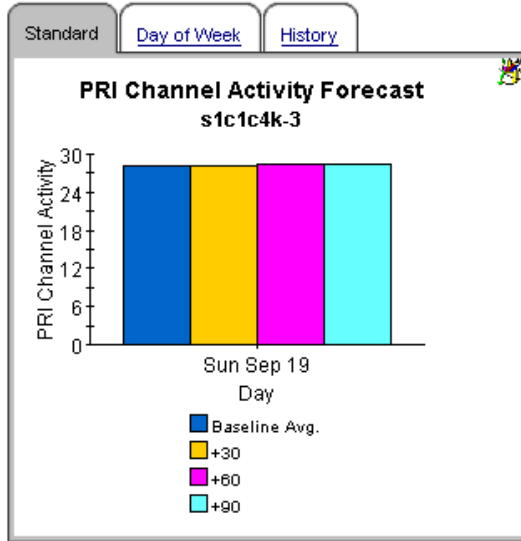 Standard Day of Week History
PRI Channel Activity Forecast
s1c1c4k-3
PRI Channel Activity
30
24
18
12
6
0
Sun Sep 19
Day
Baseline Avg.
+30
+60
+90